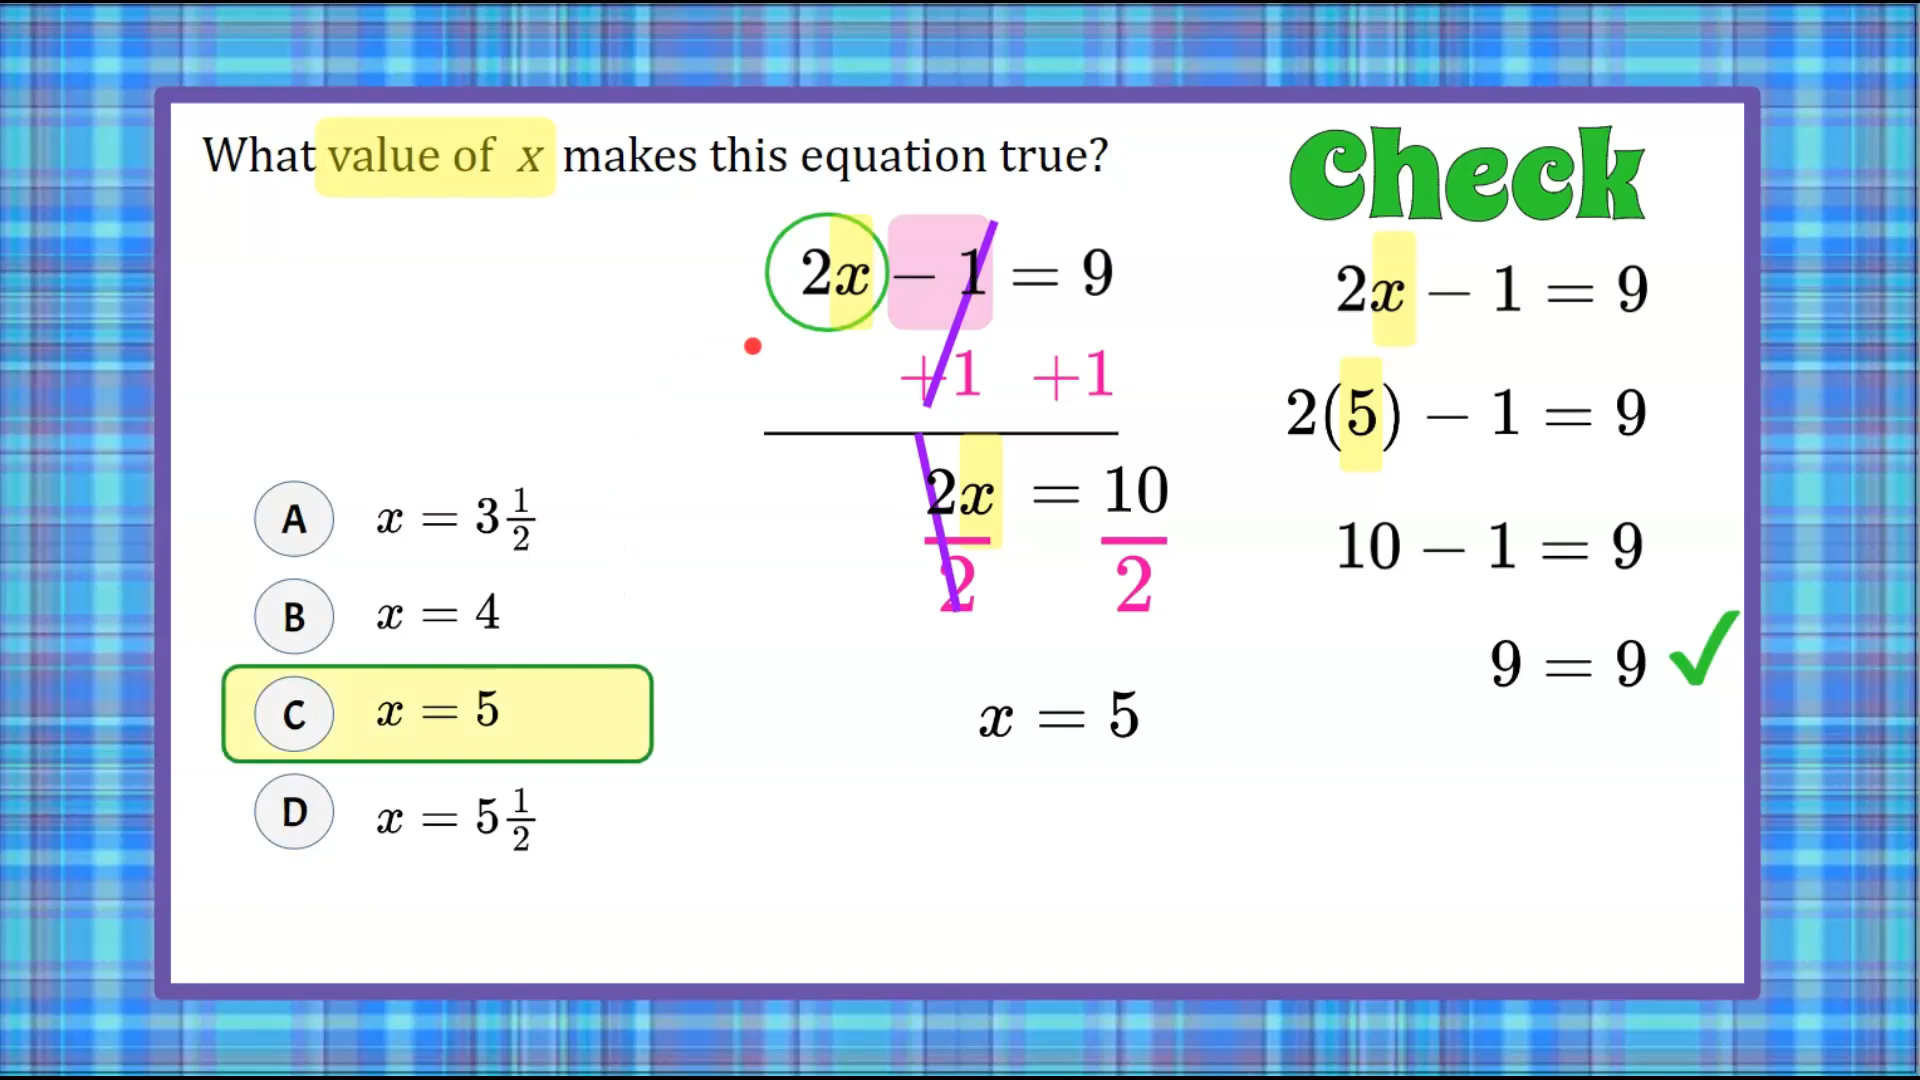 What value of x makes this equation true?
2x − 1 = 9
+1 +1
2x = 10
2 2
x = 5
A x = 3 1/2
B x = 4
C x = 5
D x = 5 1/2
Check
2x − 1 = 9
2(5) − 1 = 9
10 − 1 = 9
9 = 9 ✓